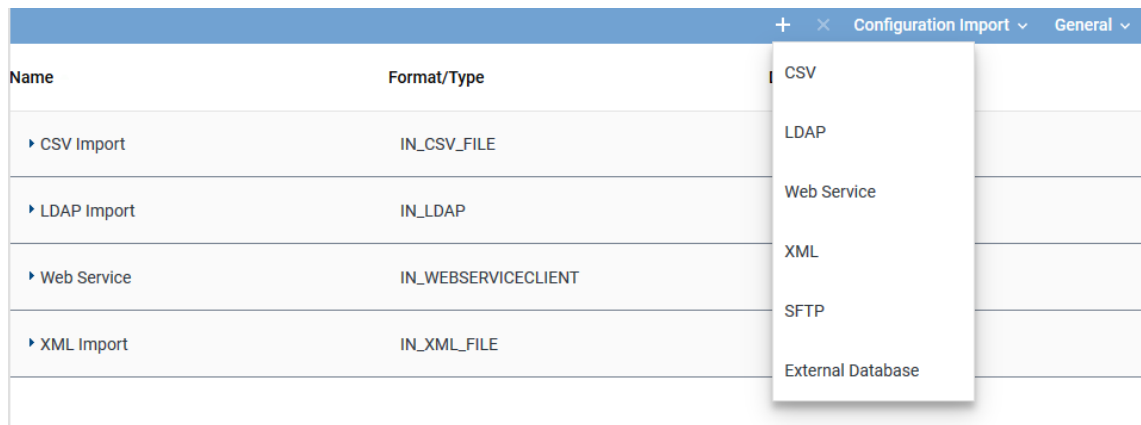 + × Configuration Import General
Name Format/Type
CSV
CSV Import IN_CSV_FILE
LDAP
LDAP Import IN_LDAP
Web Service
XML
Web Service IN_WEBSERVICECLIENT
SFTP
XML Import IN_XML_FILE
External Database